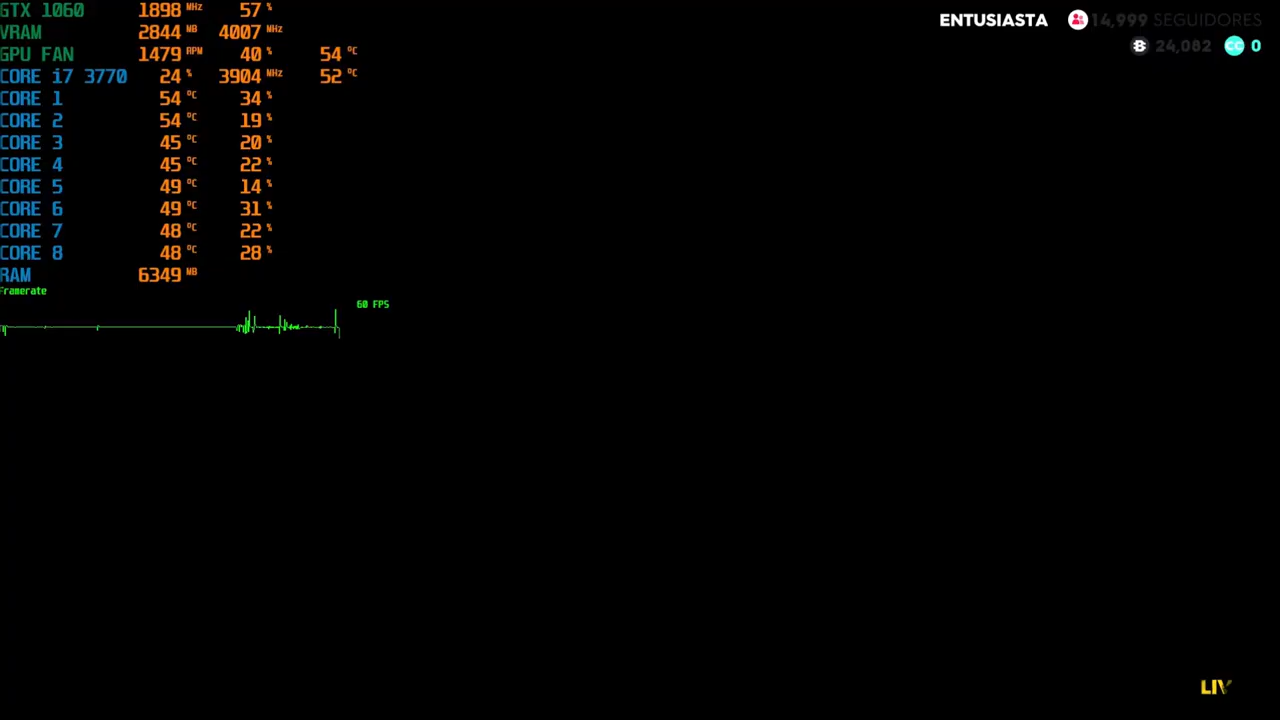 GTX 1060 1898 MHz 57 %
VRAM 2844 MB 4007 MHz
GPU FAN 1479 RPM 40 % 54 °C
CORE i7 3770 24 % 3904 MHz 52 °C
CORE 1 54 °C 34 %
CORE 2 54 °C 19 %
CORE 3 45 °C 20 %
CORE 4 45 °C 22 %
CORE 5 49 °C 14 %
CORE 6 49 °C 31 %
CORE 7 48 °C 22 %
CORE 8 48 °C 28 %
RAM 6349 MB
Framerate
60 FPS
ENTUSIASTA 14,999 SEGUIDORES
24,082 CC 0
LIV